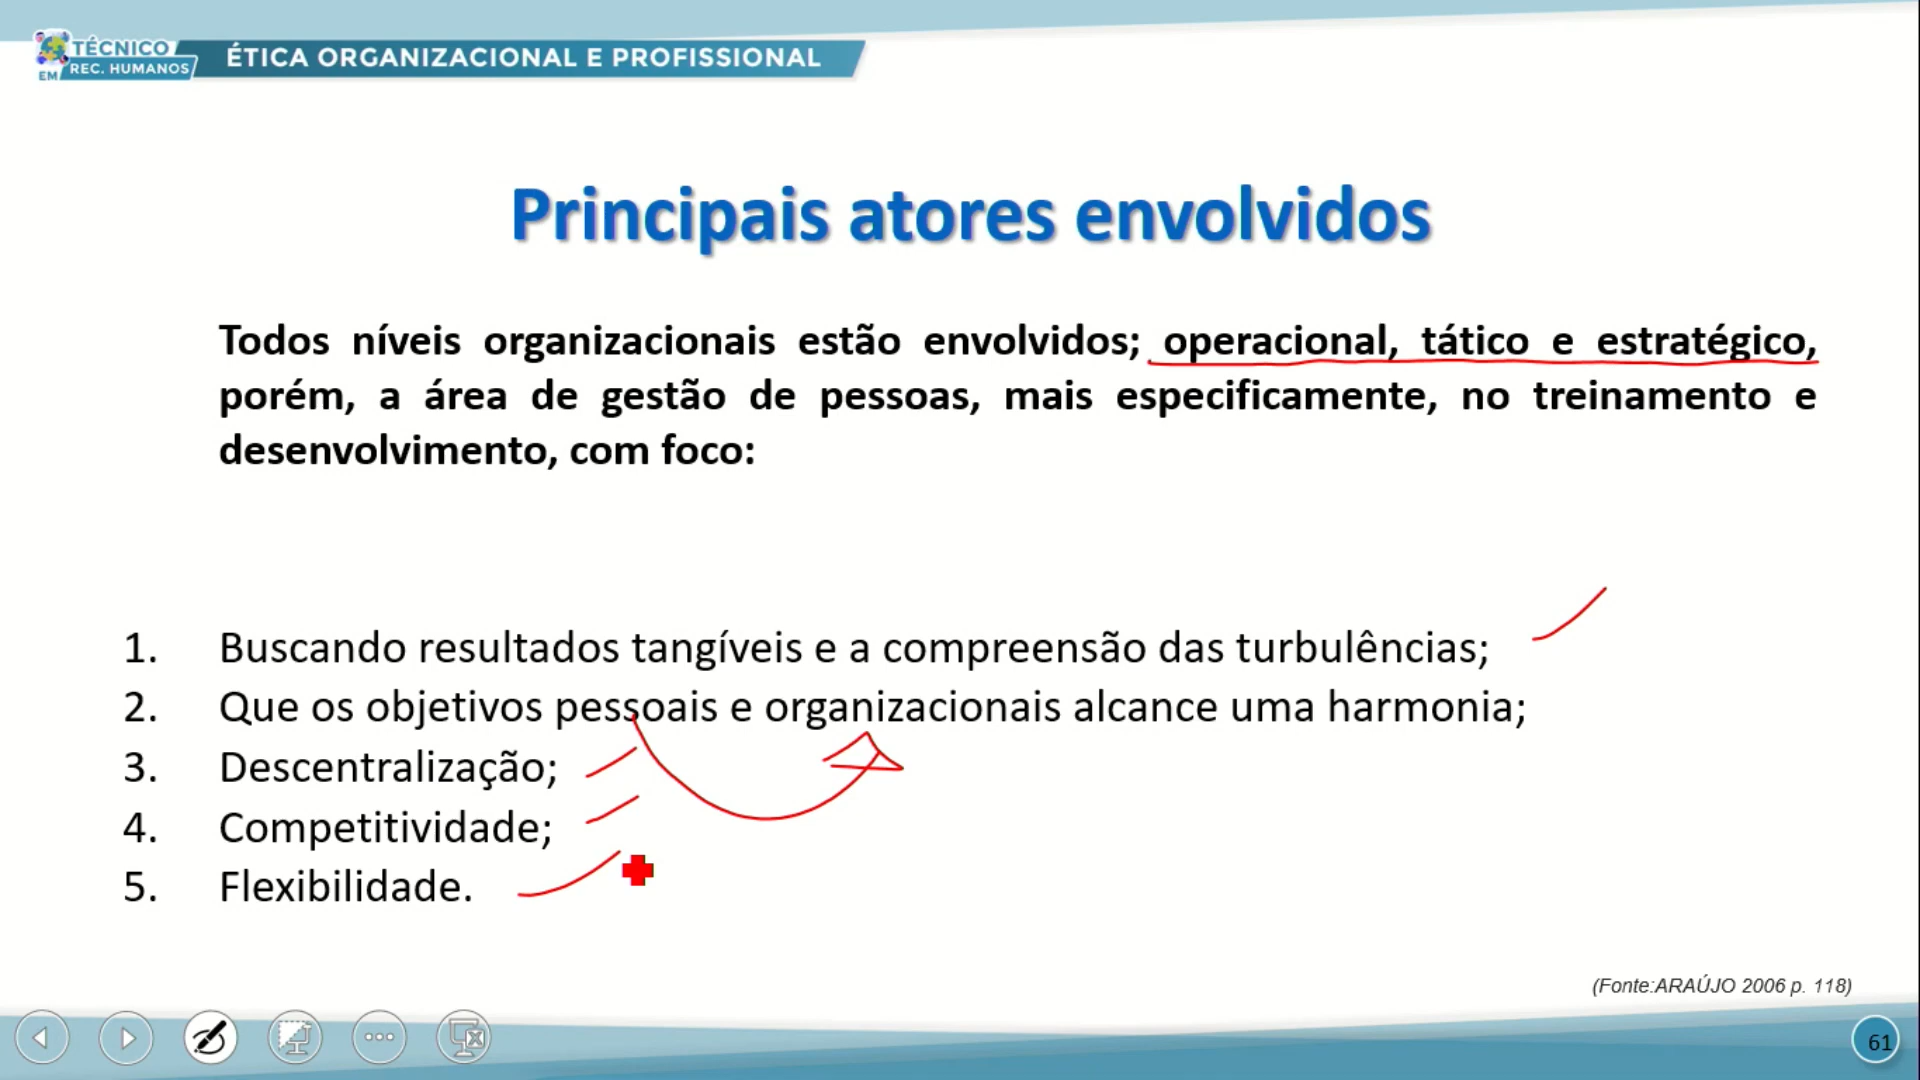 TÉCNICO
EM REC. HUMANOS
ÉTICA ORGANIZACIONAL E PROFISSIONAL
Principais atores envolvidos
Todos níveis organizacionais estão envolvidos; operacional, tático e estratégico,
porém, a área de gestão de pessoas, mais especificamente, no treinamento e
desenvolvimento, com foco:
1. Buscando resultados tangíveis e a compreensão das turbulências;
2. Que os objetivos pessoais e organizacionais alcance uma harmonia;
3. Descentralização;
4. Competitividade;
5. Flexibilidade.
(Fonte:ARAÚJO 2006 p. 118)
61